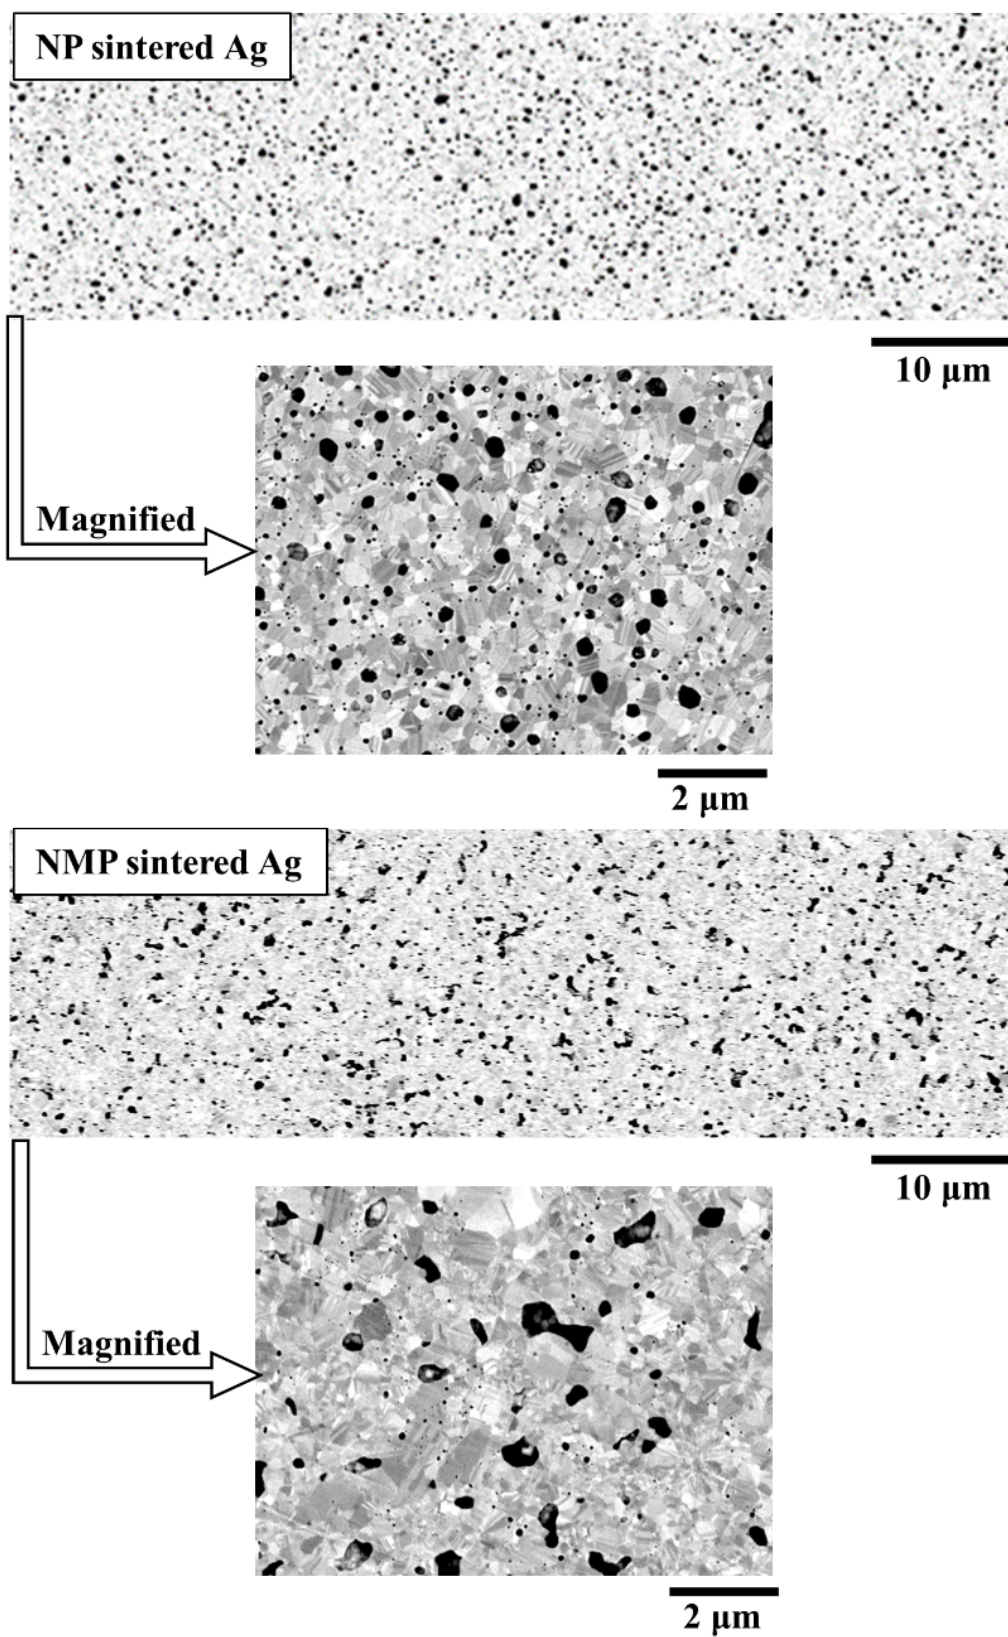 NP sintered Ag
10 μm
Magnified
2 μm
NMP sintered Ag
10 μm
Magnified
2 μm